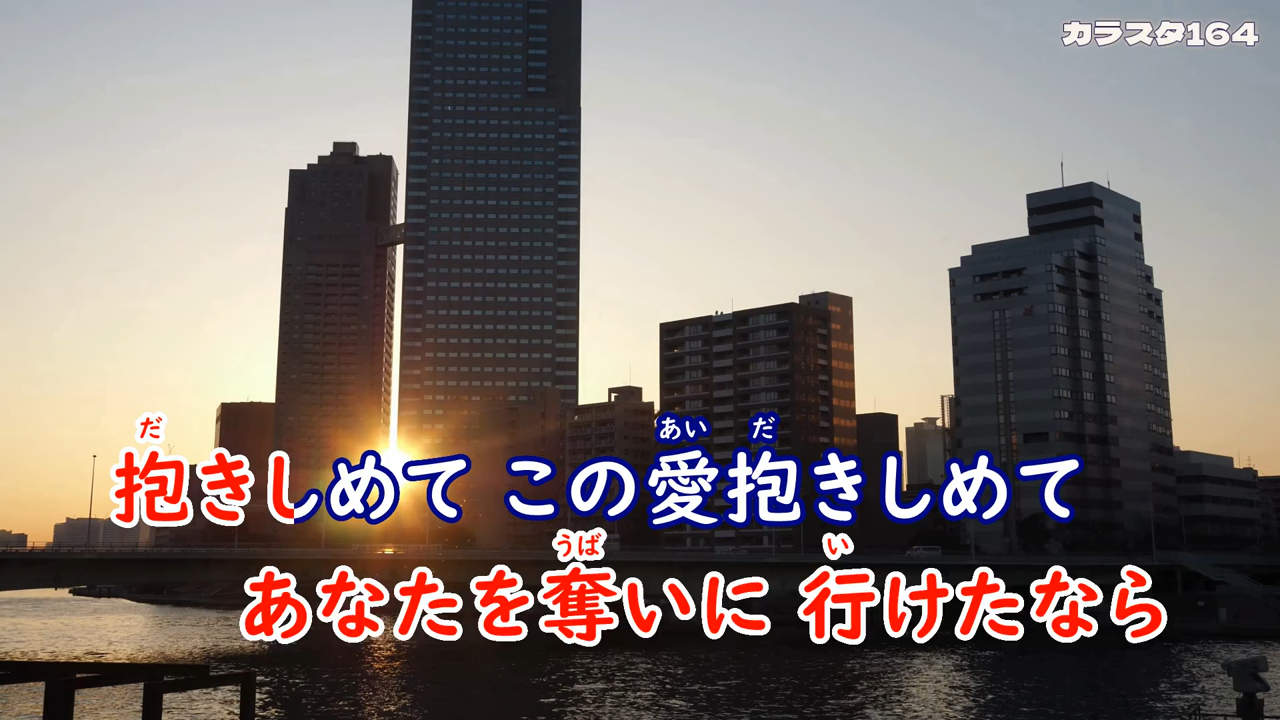 カラスタ164
だ あい だ
抱きしめて この愛抱きしめて
うば い
あなたを奪いに 行けたなら